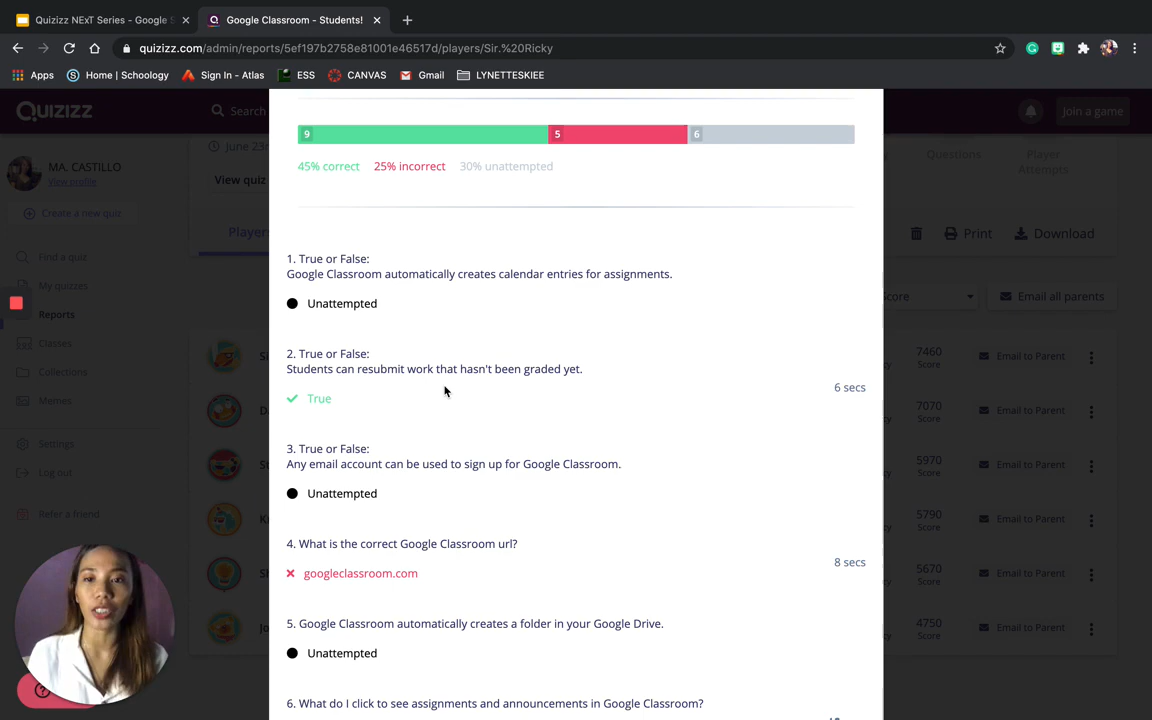 Quizizz NExT Series - Google S
Google Classroom - Students!
quizizz.com/admin/reports/5ef197b2758e81001e46517d/players/Sir.%20Ricky
Apps
Home | Schoology
Sign In - Atlas
ESS
CANVAS
Gmail
LYNETTESKIEE
QUIZIZZ
Search
Join a game
MA. CASTILLO
View profile
Create a new quiz
Find a quiz
My quizzes
Reports
Classes
Collections
Memes
Settings
Log out
Refer a friend
June 23r
View quiz
Players
9
5
6
45% correct
25% incorrect
30% unattempted
1. True or False:
Google Classroom automatically creates calendar entries for assignments.
Unattempted
2. True or False:
Students can resubmit work that hasn't been graded yet.
6 secs
True
3. True or False:
Any email account can be used to sign up for Google Classroom.
Unattempted
4. What is the correct Google Classroom url?
8 secs
googleclassroom.com
5. Google Classroom automatically creates a folder in your Google Drive.
Unattempted
6. What do I click to see assignments and announcements in Google Classroom?
Questions
Player
Attempts
Print
Download
Score
Email all parents
7460
Score
Email to Parent
7070
Score
Email to Parent
5970
Score
Email to Parent
5790
Score
Email to Parent
5670
Score
Email to Parent
4750
Score
Email to Parent